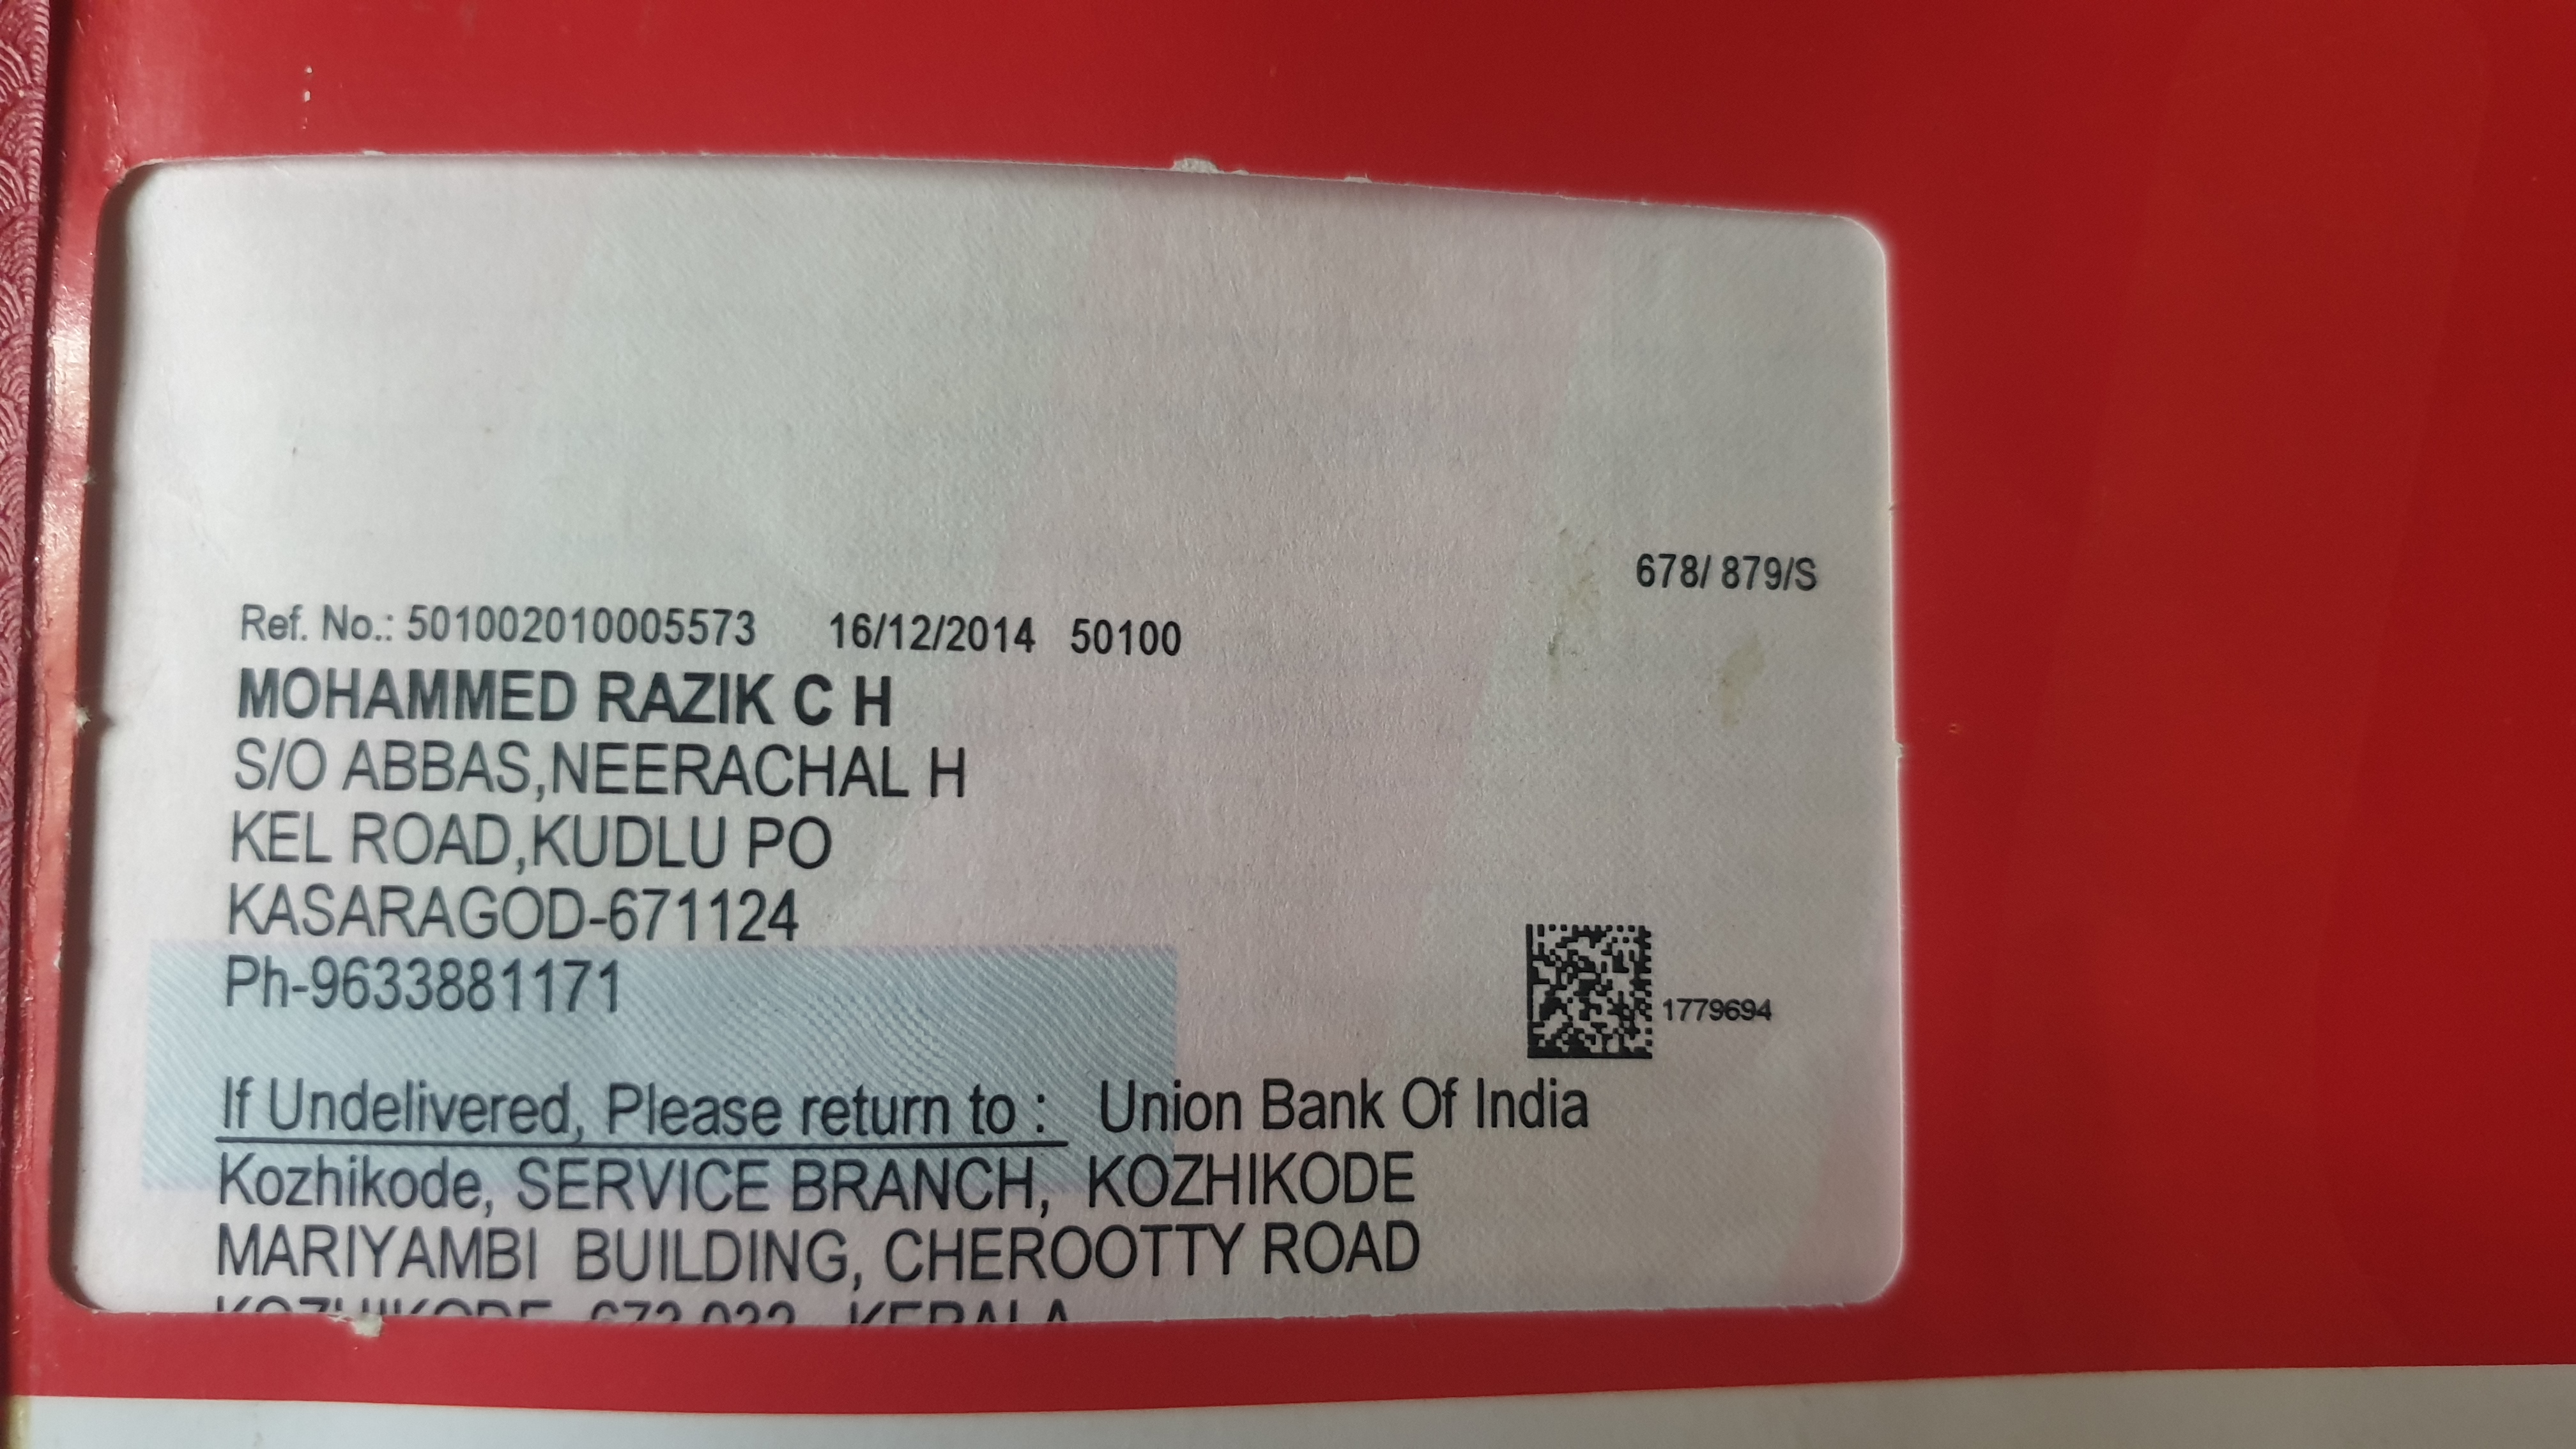 678/ 879/S
Ref. No.: 501002010005573 16/12/2014 50100
MOHAMMED RAZIK C H
S/O ABBAS,NEERACHAL H
KEL ROAD,KUDLU PO
KASARAGOD-671124
Ph-9633881171
1779694
If Undelivered, Please return to : Union Bank Of India
Kozhikode, SERVICE BRANCH, KOZHIKODE
MARIYAMBI BUILDING, CHEROOTTY ROAD
KOZHIKODE KERALA